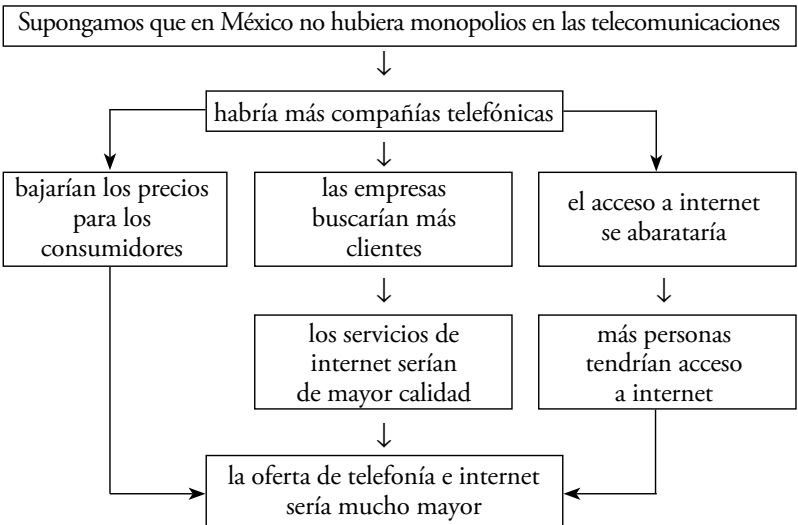 Supongamos que en México no hubiera monopolios en las telecomunicaciones
habría más compañías telefónicas
bajarían los precios
para los
consumidores
las empresas
buscarían más
clientes
el acceso a internet
se abarataría
los servicios de
internet serían
de mayor calidad
más personas
tendrían acceso
a internet
la oferta de telefonía e internet
sería mucho mayor